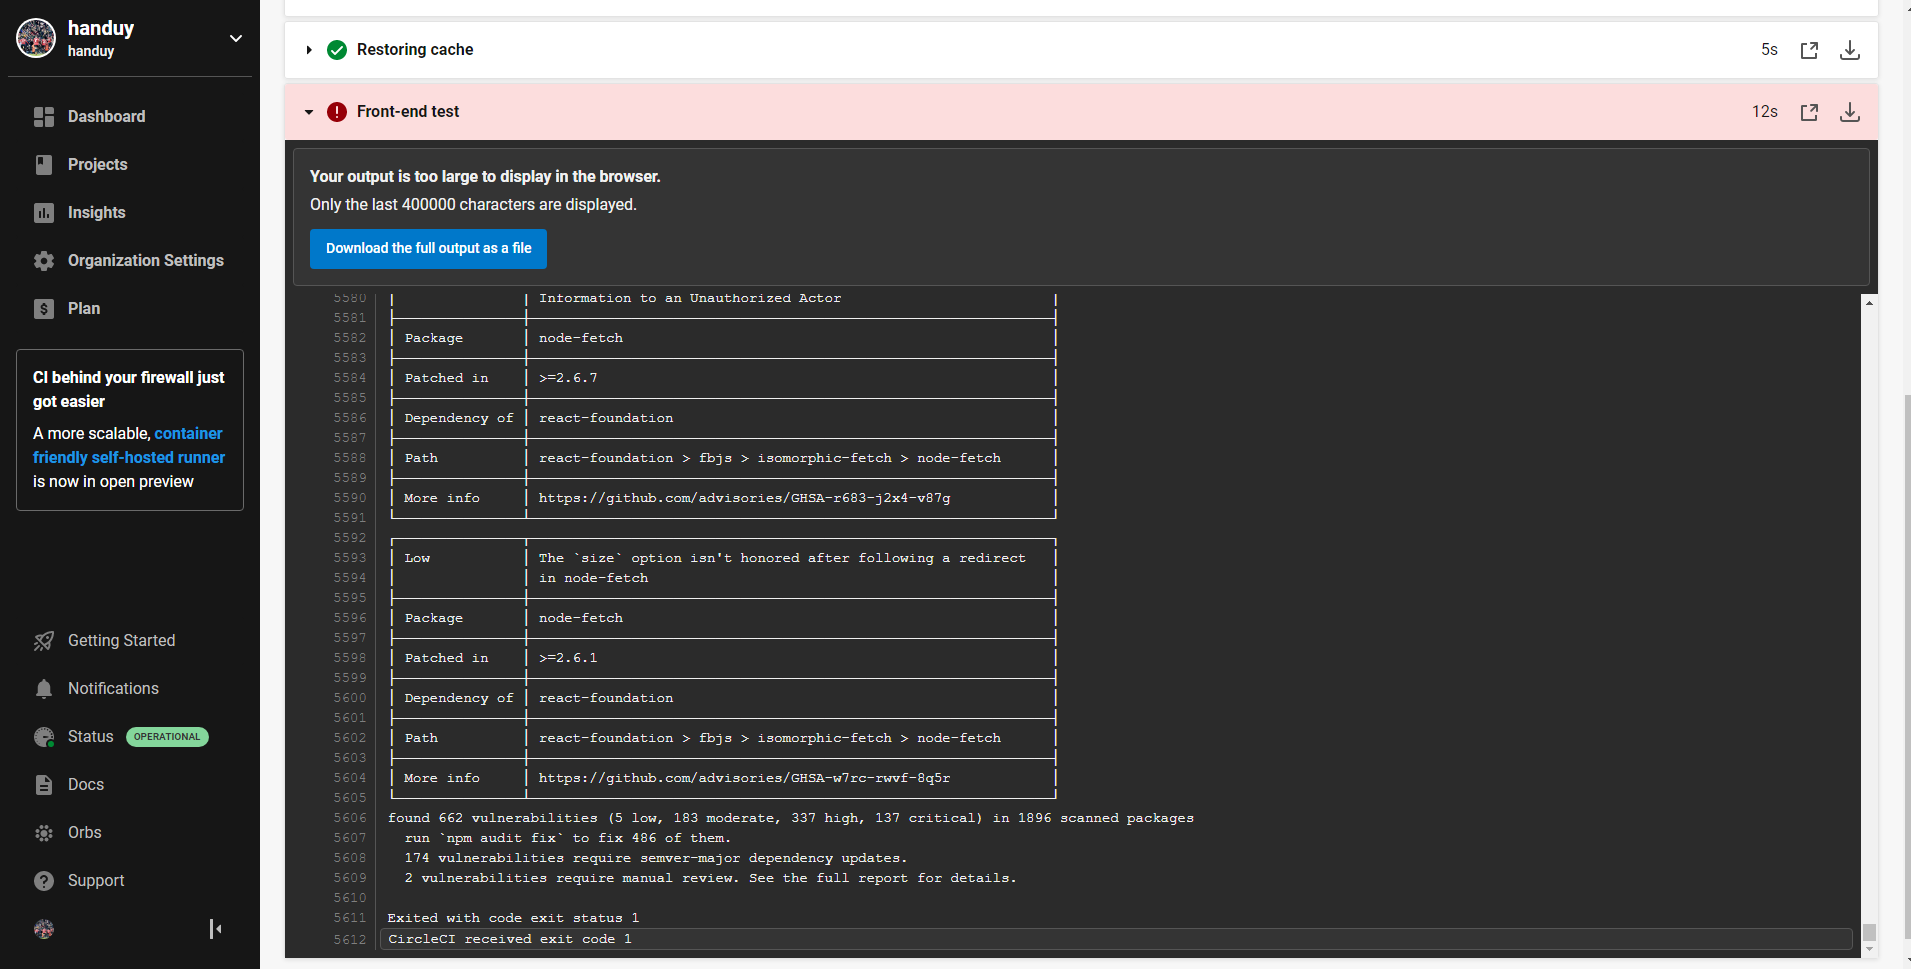 handuy
handuy
Dashboard
Projects
Insights
Organization Settings
Plan
CI behind your firewall just
got easier
A more scalable, container
friendly self-hosted runner
is now in open preview
Getting Started
Notifications
Status OPERATIONAL
Docs
Orbs
Support
Restoring cache 5s
Front-end test 12s
Your output is too large to display in the browser.
Only the last 400000 characters are displayed.
Download the full output as a file
5580 Information to an Unauthorized Actor
5581
5582 Package node-fetch
5583
5584 Patched in >=2.6.7
5585
5586 Dependency of react-foundation
5587
5588 Path react-foundation > fbjs > isomorphic-fetch > node-fetch
5589
5590 More info https://github.com/advisories/GHSA-r683-j2x4-v87g
5591
5592
5593 Low The `size` option isn't honored after following a redirect
5594 in node-fetch
5595
5596 Package node-fetch
5597
5598 Patched in >=2.6.1
5599
5600 Dependency of react-foundation
5601
5602 Path react-foundation > fbjs > isomorphic-fetch > node-fetch
5603
5604 More info https://github.com/advisories/GHSA-w7rc-rwvf-8q5r
5605
5606 found 662 vulnerabilities (5 low, 183 moderate, 337 high, 137 critical) in 1896 scanned packages
5607 run `npm audit fix` to fix 486 of them.
5608 174 vulnerabilities require semver-major dependency updates.
5609 2 vulnerabilities require manual review. See the full report for details.
5610
5611 Exited with code exit status 1
5612 CircleCI received exit code 1